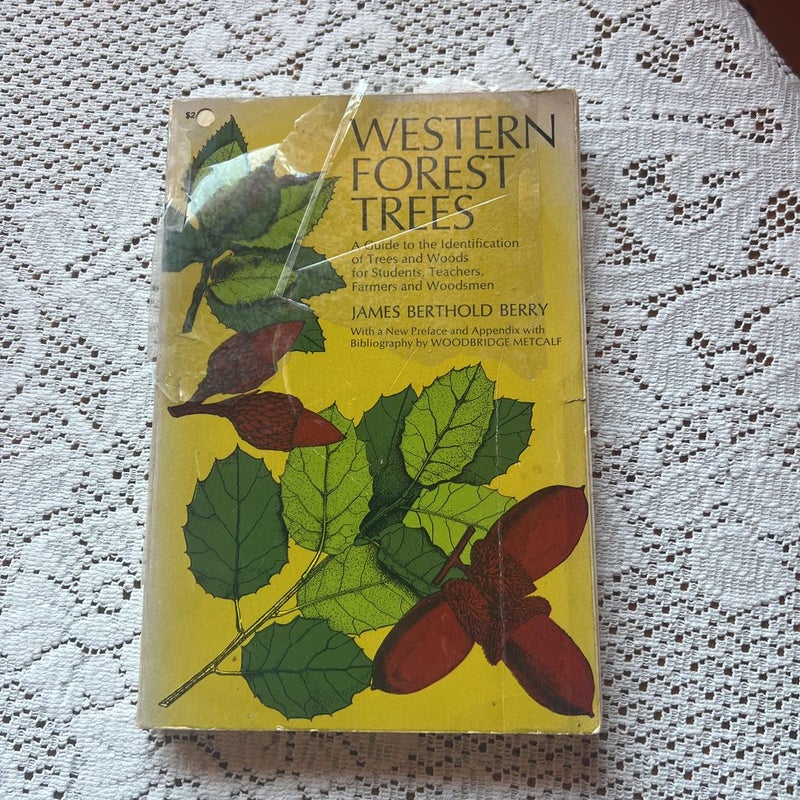 $2
WESTERN
FOREST
TREES
A Guide to the Identification
of Trees and Woods
for Students, Teachers,
Farmers and Woodsmen
JAMES BERTHOLD BERRY
With a New Preface and Appendix with
Bibliography by WOODBRIDGE METCALF